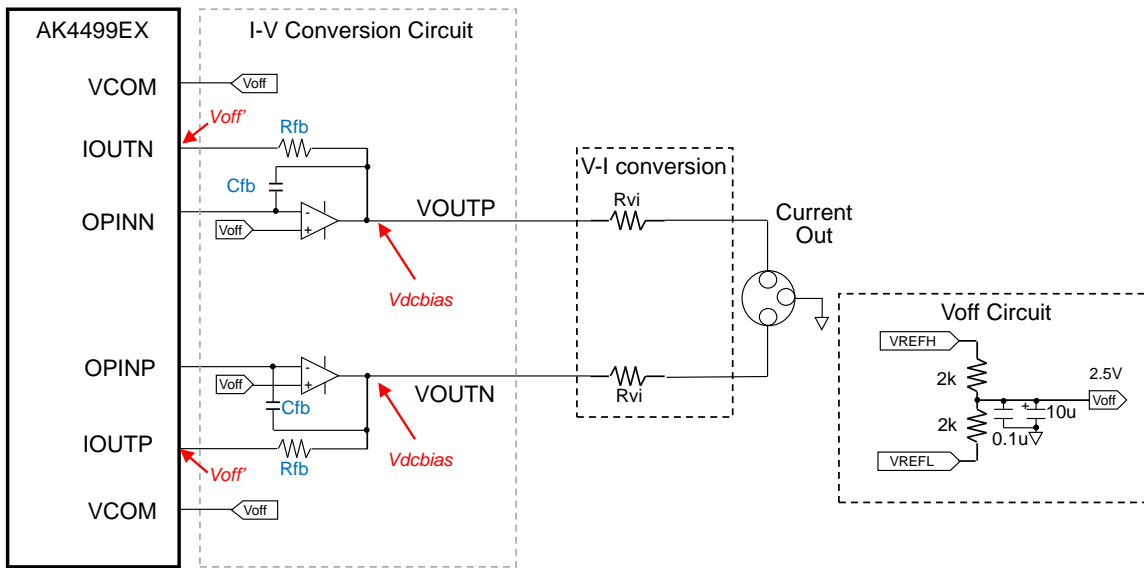 AK4499EX
I-V Conversion Circuit
VCOM
Voff
Voff'
IOUTN
Rfb
Cfb
-
+
OPINN
Voff
VOUTP
Vdcbias
V-I conversion
Rvi
Current
Out
OPINP
Voff
-
+
Cfb
VOUTN
Rvi
IOUTP
Voff'
Rfb
Vdcbias
VCOM
Voff
Voff Circuit
VREFH
2k
2.5V
Voff
+
10u
2k
0.1u
VREFL